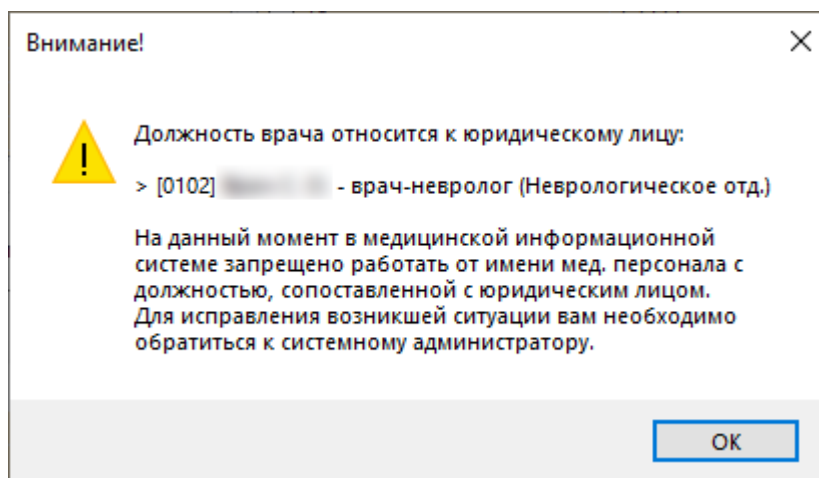 Внимание!
Должность врача относится к юридическому лицу:
> [0102] - врач-невролог (Неврологическое отд.)
На данный момент в медицинской информационной
системе запрещено работать от имени мед. персонала с
должностью, сопоставленной с юридическим лицом.
Для исправления возникшей ситуации вам необходимо
обратиться к системному администратору.
OK